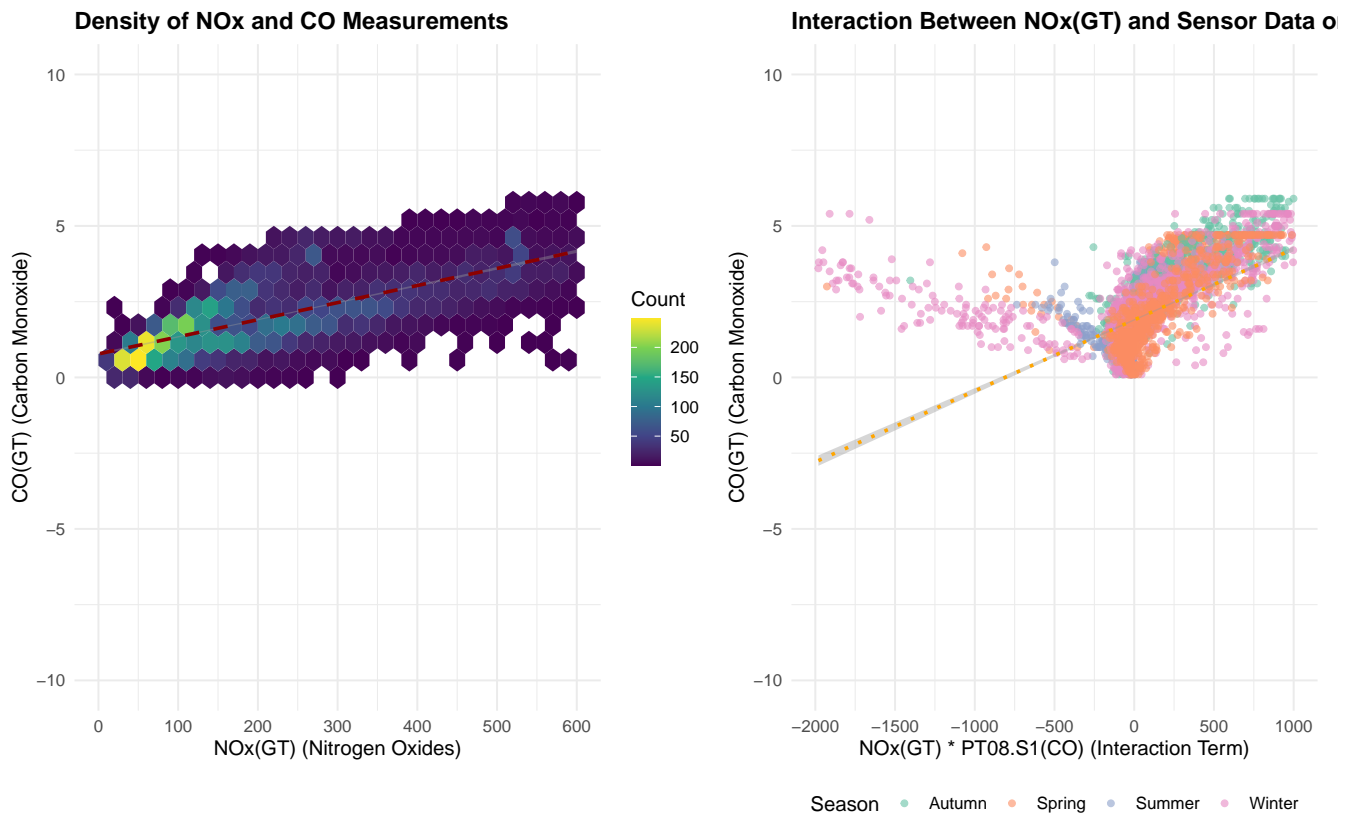 Density of NOx and CO Measurements
10
5
0
−5
−10
CO(GT) (Carbon Monoxide)
0 100 200 300 400 500 600
NOx(GT) (Nitrogen Oxides)
Count
200
150
100
50
Interaction Between NOx(GT) and Sensor Data
10
5
0
−5
−10
CO(GT) (Carbon Monoxide)
−2000 −1500 −1000 −500 0 500 1000
NOx(GT) * PT08.S1(CO) (Interaction Term)
Season Autumn Spring Summer Winter